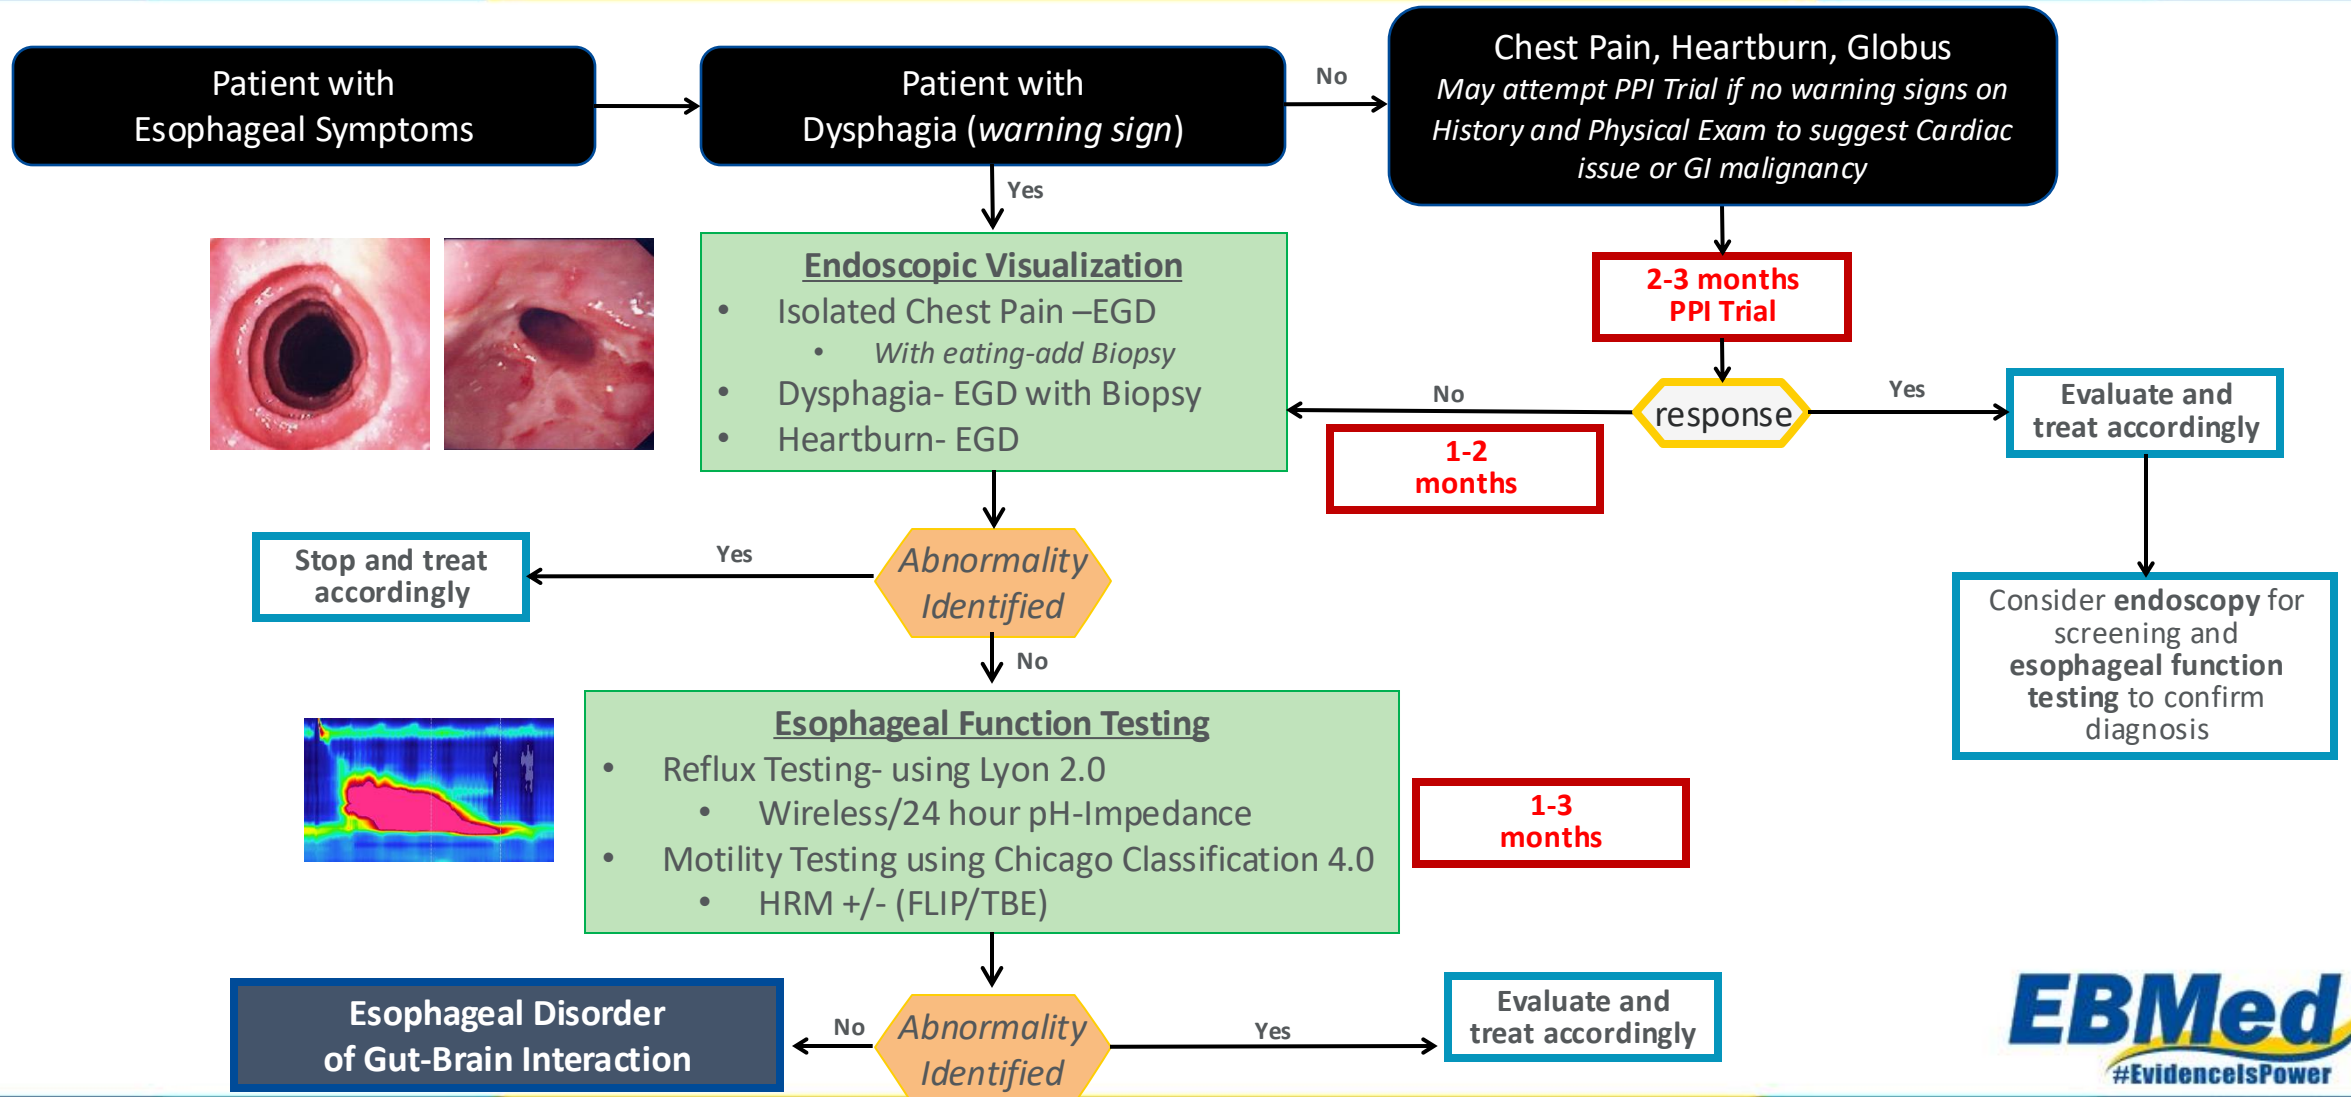 Patient with
Esophageal Symptoms
Patient with
Dysphagia (warning sign)
No
Chest Pain, Heartburn, Globus
May attempt PPI Trial if no warning signs on
History and Physical Exam to suggest Cardiac
issue or GI malignancy
Yes
Endoscopic Visualization
• Isolated Chest Pain –EGD
• With eating-add Biopsy
• Dysphagia- EGD with Biopsy
• Heartburn- EGD
2-3 months
PPI Trial
response
No
1-2
months
Yes
Evaluate and
treat accordingly
Consider endoscopy for
screening and
esophageal function
testing to confirm
diagnosis
Abnormality
Identified
Yes
Stop and treat
accordingly
No
Esophageal Function Testing
• Reflux Testing- using Lyon 2.0
• Wireless/24 hour pH-Impedance
• Motility Testing using Chicago Classification 4.0
• HRM +/- (FLIP/TBE)
1-3
months
Abnormality
Identified
No
Esophageal Disorder
of Gut-Brain Interaction
Yes
Evaluate and
treat accordingly
EBMed
#EvidenceIsPower